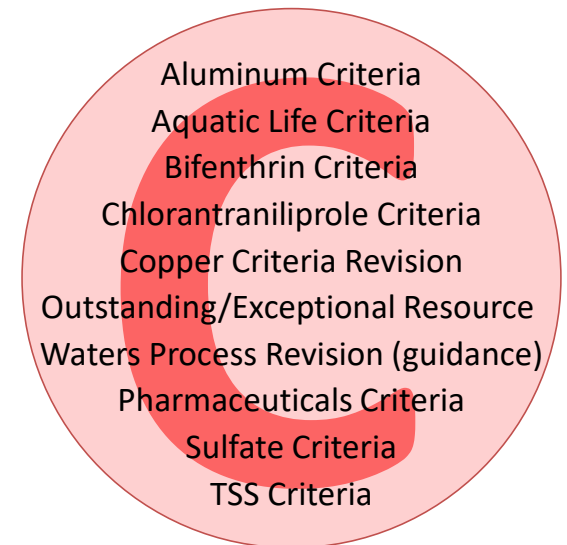 Aluminum Criteria
Aquatic Life Criteria
Bifenthrin Criteria
Chlorantraniliprole Criteria
Copper Criteria Revision
Outstanding/Exceptional Resource
Waters Process Revision (guidance)
Pharmaceuticals Criteria
Sulfate Criteria
TSS Criteria
C